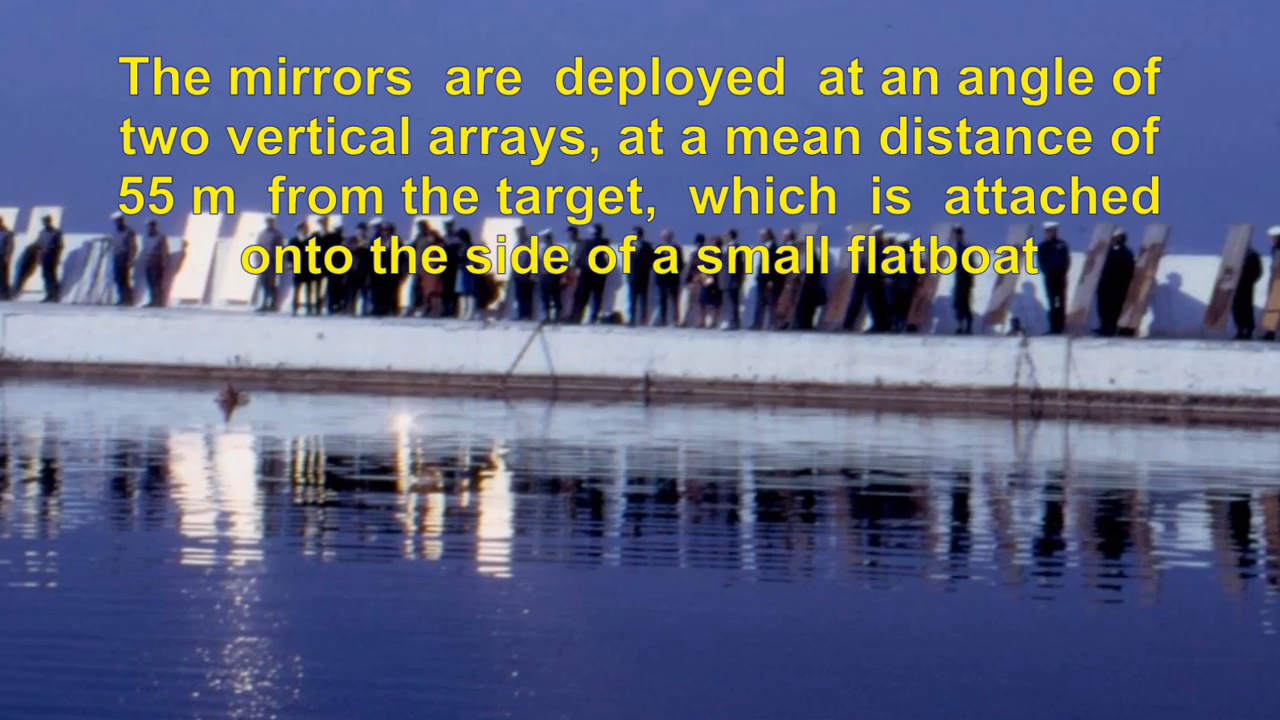 The mirrors are deployed at an angle of
two vertical arrays, at a mean distance of
55 m from the target, which is attached
onto the side of a small flatboat